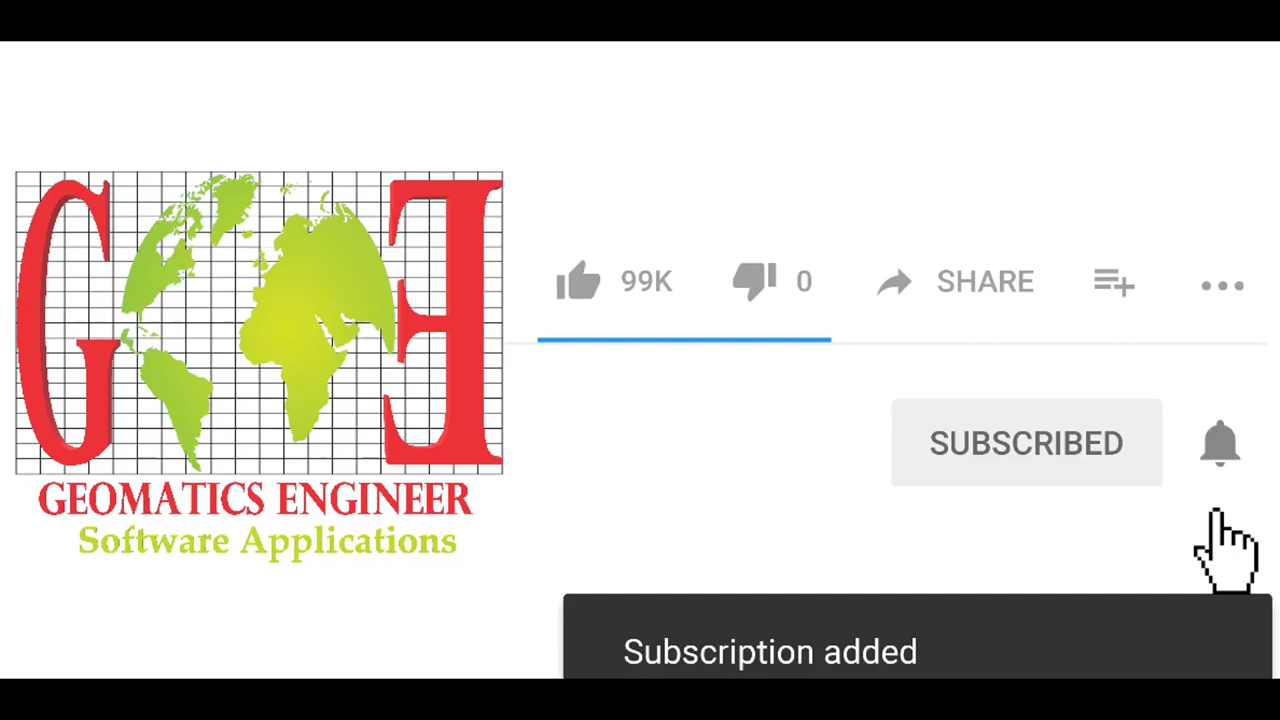 G E
GEOMATICS ENGINEER
Software Applications
99K 0 SHARE
SUBSCRIBED
Subscription added